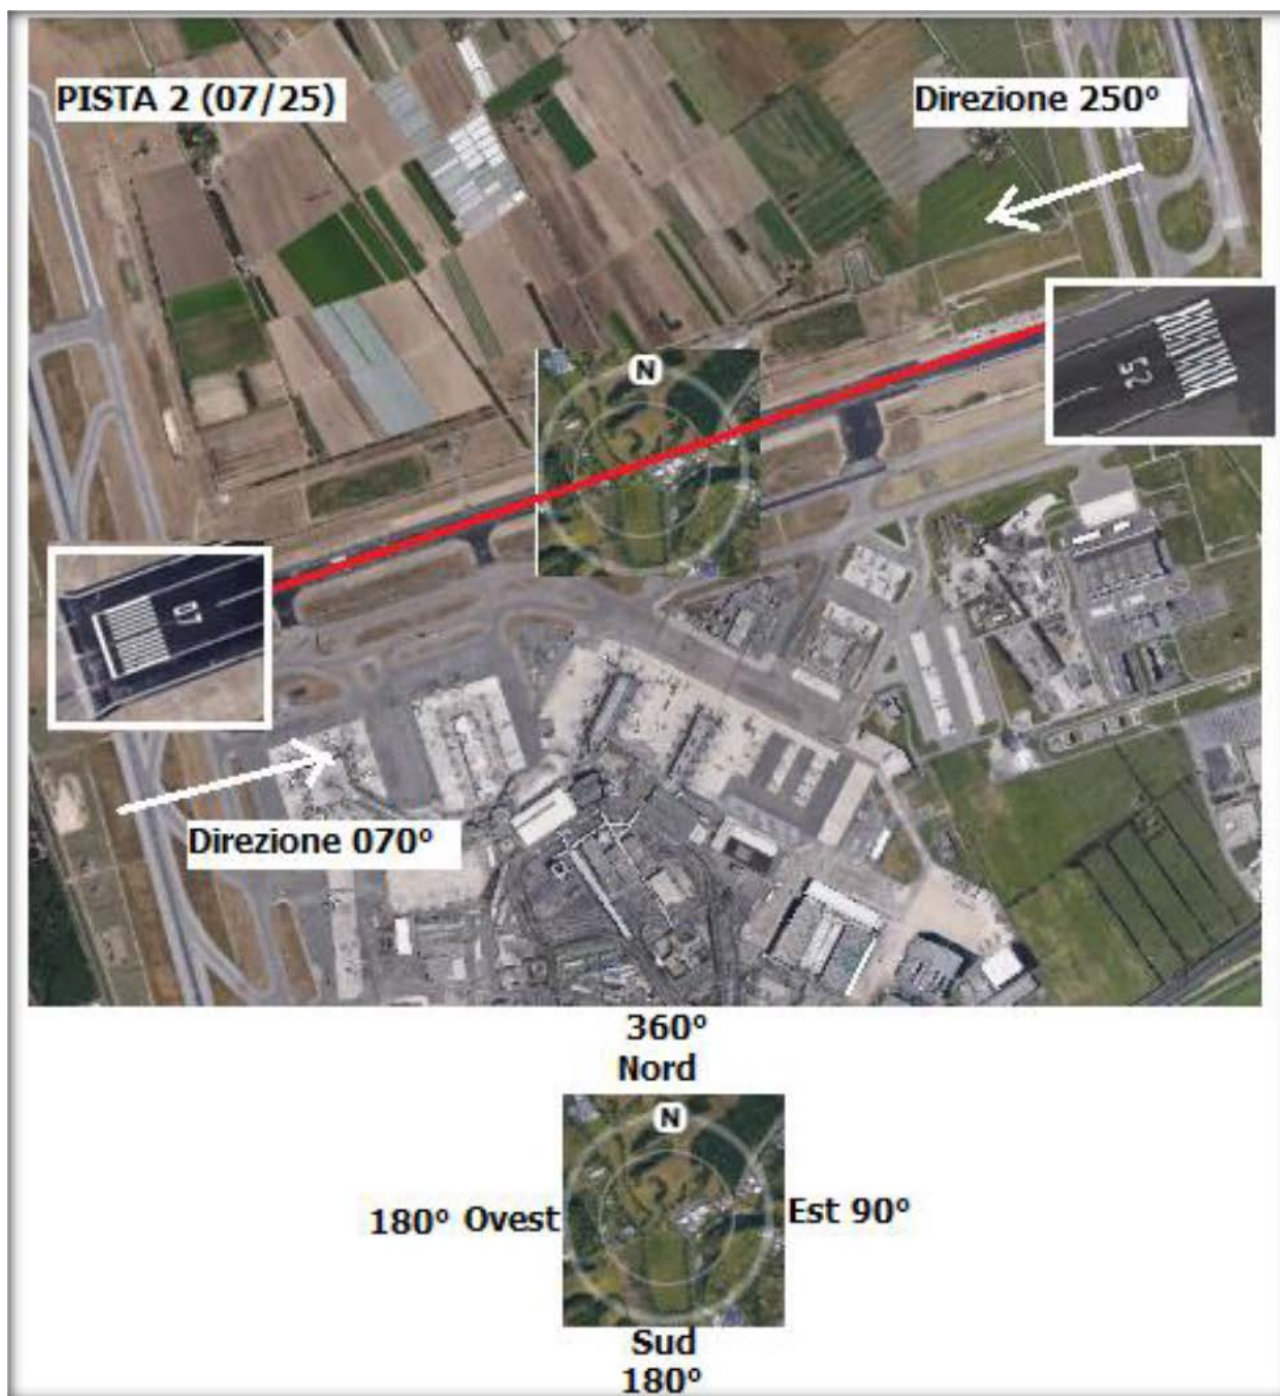 PISTA 2 (07/25)
Direzione 250°
N
25
07
Direzione 070°
360°
Nord
N
180° Ovest
Est 90°
Sud
180°